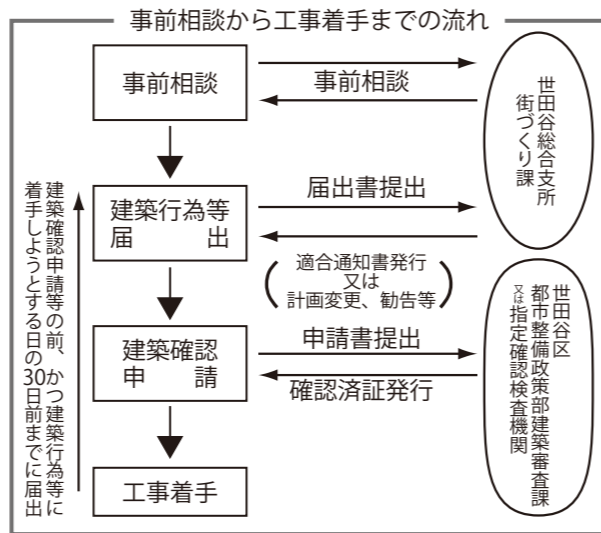 事前相談から工事着手までの流れ
事前相談
事前相談
世田谷総合支所
街づくり課
建築行為等
届　　出
届出書提出
適合通知書発行
又は
計画変更、勧告等
建築確認
申　　請
申請書提出
確認済証発行
世田谷区
都市整備政策部建築審査課
又は指定確認検査機関
工事着手
建築確認申請等の前、かつ建築行為等に
着手しようとする日の30日前までに届出